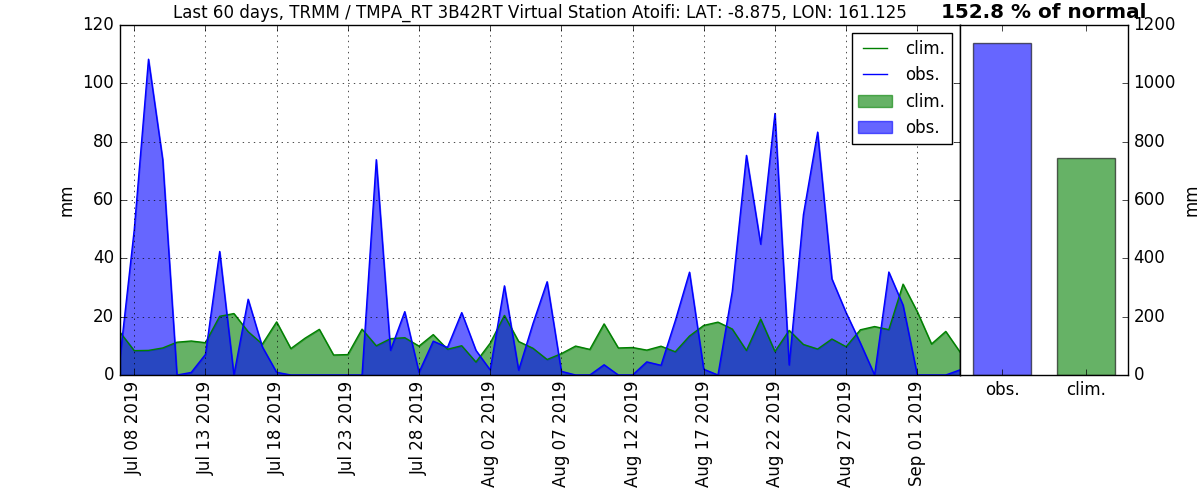 Last 60 days, TRMM / TMPA_RT 3B42RT Virtual Station Atoifi: LAT: -8.875, LON: 161.125
152.8 % of normal
120
100
80
60
40
20
0
mm
clim.
obs.
clim.
obs.
1200
1000
800
600
400
200
0
mm
Jul 08 2019
Jul 13 2019
Jul 18 2019
Jul 23 2019
Jul 28 2019
Aug 02 2019
Aug 07 2019
Aug 12 2019
Aug 17 2019
Aug 22 2019
Aug 27 2019
Sep 01 2019
obs.
clim.